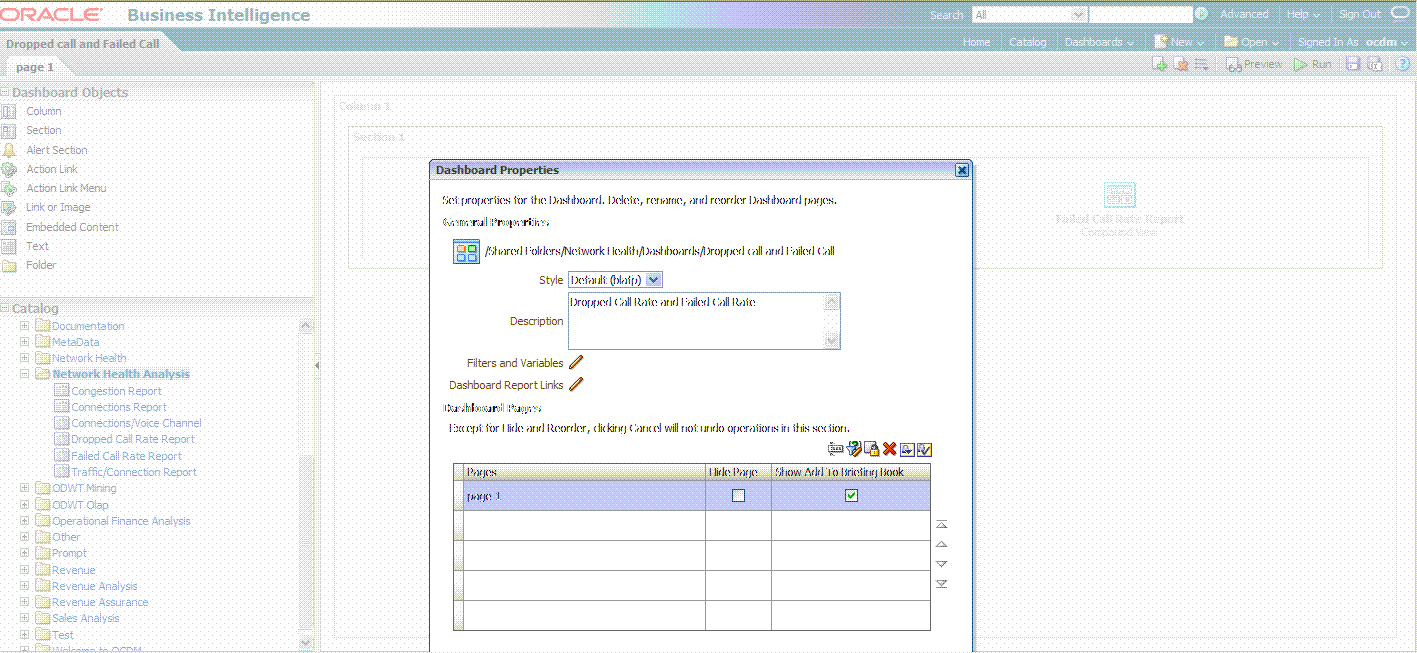 ORACLE Business Intelligence
Search All Advanced Help Sign Out
Dropped call and Failed Call
Home Catalog Dashboards New Open Signed In As ocdm
page 1
Preview Run
Dashboard Objects
Column
Section
Alert Section
Action Link
Action Link Menu
Link or Image
Embedded Content
Text
Folder
Catalog
Documentation
MetaData
Network Health
Network Health Analysis
Congestion Report
Connections Report
Connections/Voice Channel
Dropped Call Rate Report
Failed Call Rate Report
Traffic/Connection Report
ODWT Mining
ODWT Olap
Operational Finance Analysis
Other
Prompt
Revenue
Revenue Analysis
Revenue Assurance
Sales Analysis
Test
Welcome to OCDM
Column 1
Section 1
Failed Call Rate Report
Compound View
Dashboard Properties
Set properties for the Dashboard. Delete, rename, and reorder Dashboard pages.
General Properties
/Shared Folders/Network Health/Dashboards/Dropped call and Failed Call
Style Default (blafp)
Description Dropped Call Rate and Failed Call Rate
Filters and Variables
Dashboard Report Links
Dashboard Pages
Except for Hide and Reorder, clicking Cancel will not undo operations in this section.
Pages Hide Page Show Add To Briefing Book
page 1